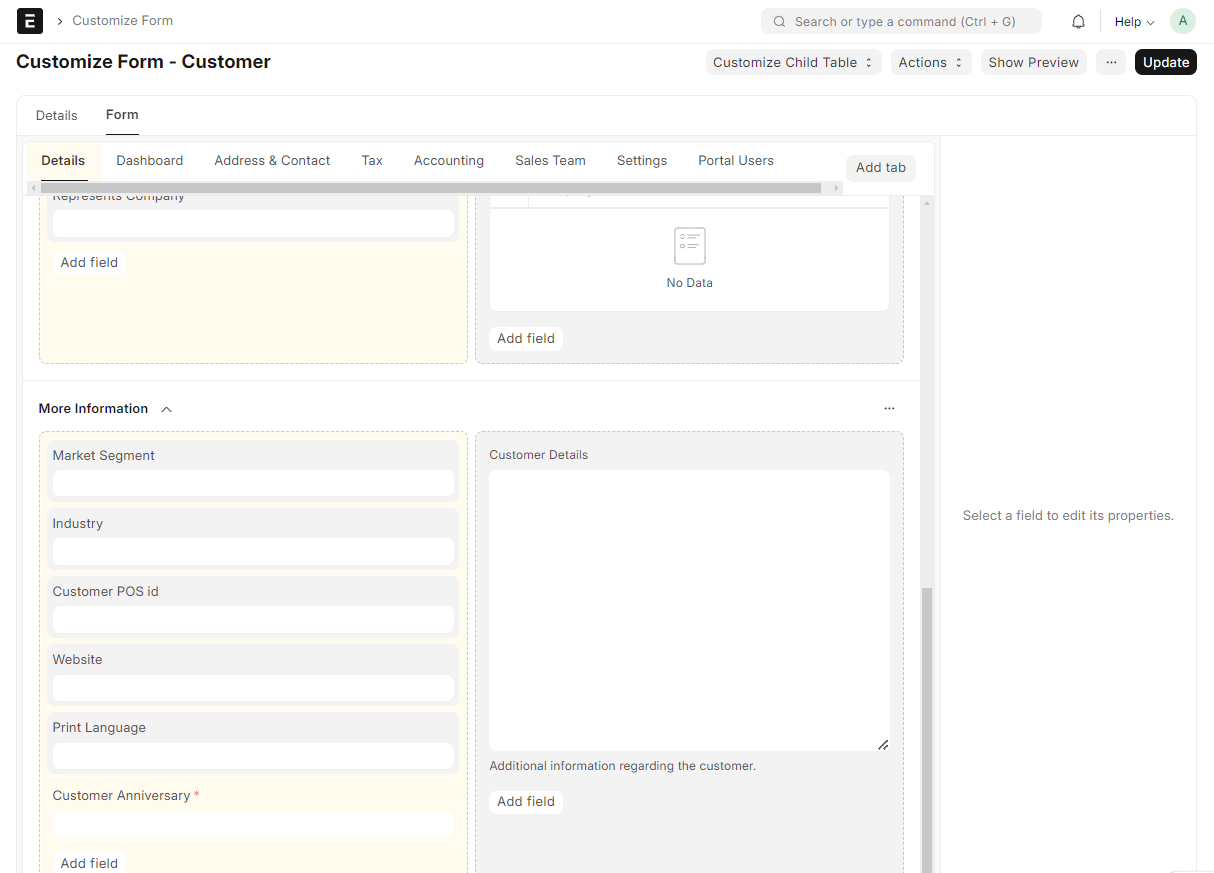 E
Customize Form
Search or type a command (Ctrl + G)
Help
A
Customize Form - Customer
Customize Child Table
Actions
Show Preview
...
Update
Details
Form
Details
Dashboard
Address & Contact
Tax
Accounting
Sales Team
Settings
Portal Users
Add tab
Represents Company
Add field
No Data
Add field
More Information
...
Market Segment
Industry
Customer POS id
Website
Print Language
Customer Anniversary *
Add field
Customer Details
Additional information regarding the customer.
Add field
Select a field to edit its properties.